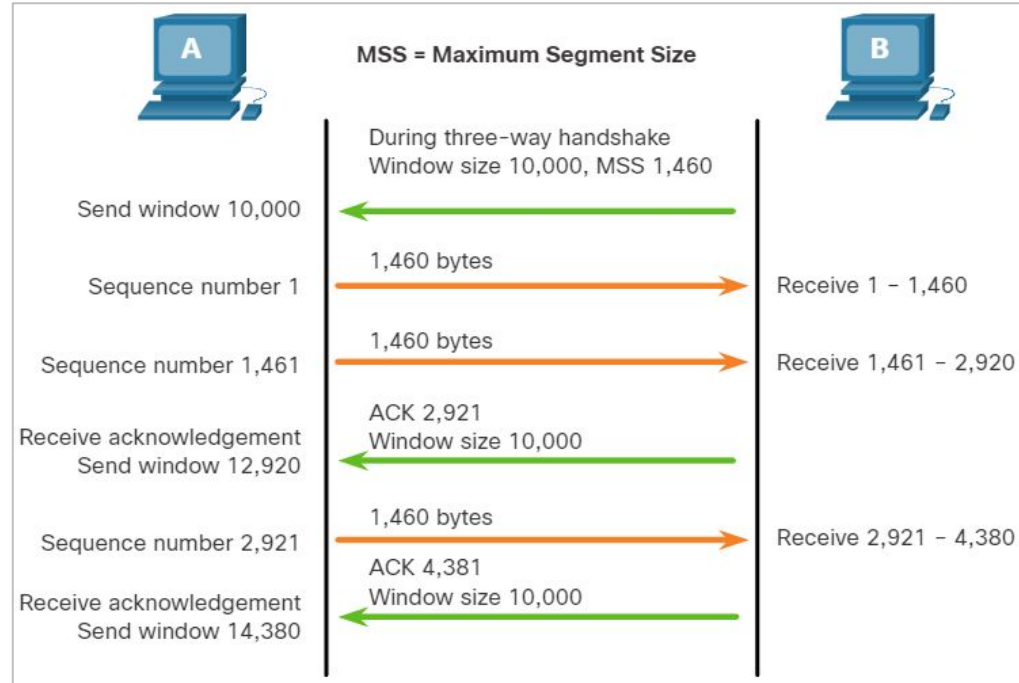 A
MSS = Maximum Segment Size
B
During three-way handshake
Window size 10,000, MSS 1,460
Send window 10,000
1,460 bytes
Sequence number 1
Receive 1 – 1,460
1,460 bytes
Sequence number 1,461
Receive 1,461 – 2,920
ACK 2,921
Window size 10,000
Receive acknowledgement
Send window 12,920
1,460 bytes
Sequence number 2,921
Receive 2,921 – 4,380
ACK 4,381
Window size 10,000
Receive acknowledgement
Send window 14,380